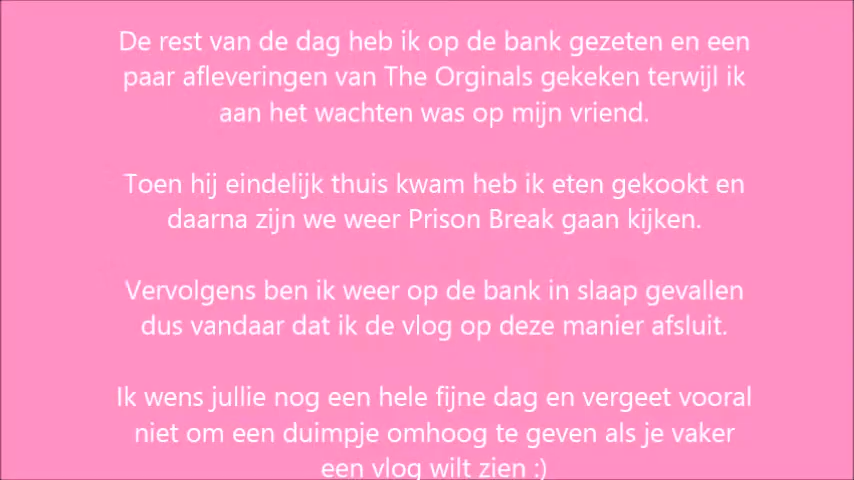 De rest van de dag heb ik op de bank gezeten en een
paar afleveringen van The Orginals gekeken terwijl ik
aan het wachten was op mijn vriend.
Toen hij eindelijk thuis kwam heb ik eten gekookt en
daarna zijn we weer Prison Break gaan kijken.
Vervolgens ben ik weer op de bank in slaap gevallen
dus vandaar dat ik de vlog op deze manier afsluit.
Ik wens jullie nog een hele fijne dag en vergeet vooral
niet om een duimpje omhoog te geven als je vaker
een vlog wilt zien :)